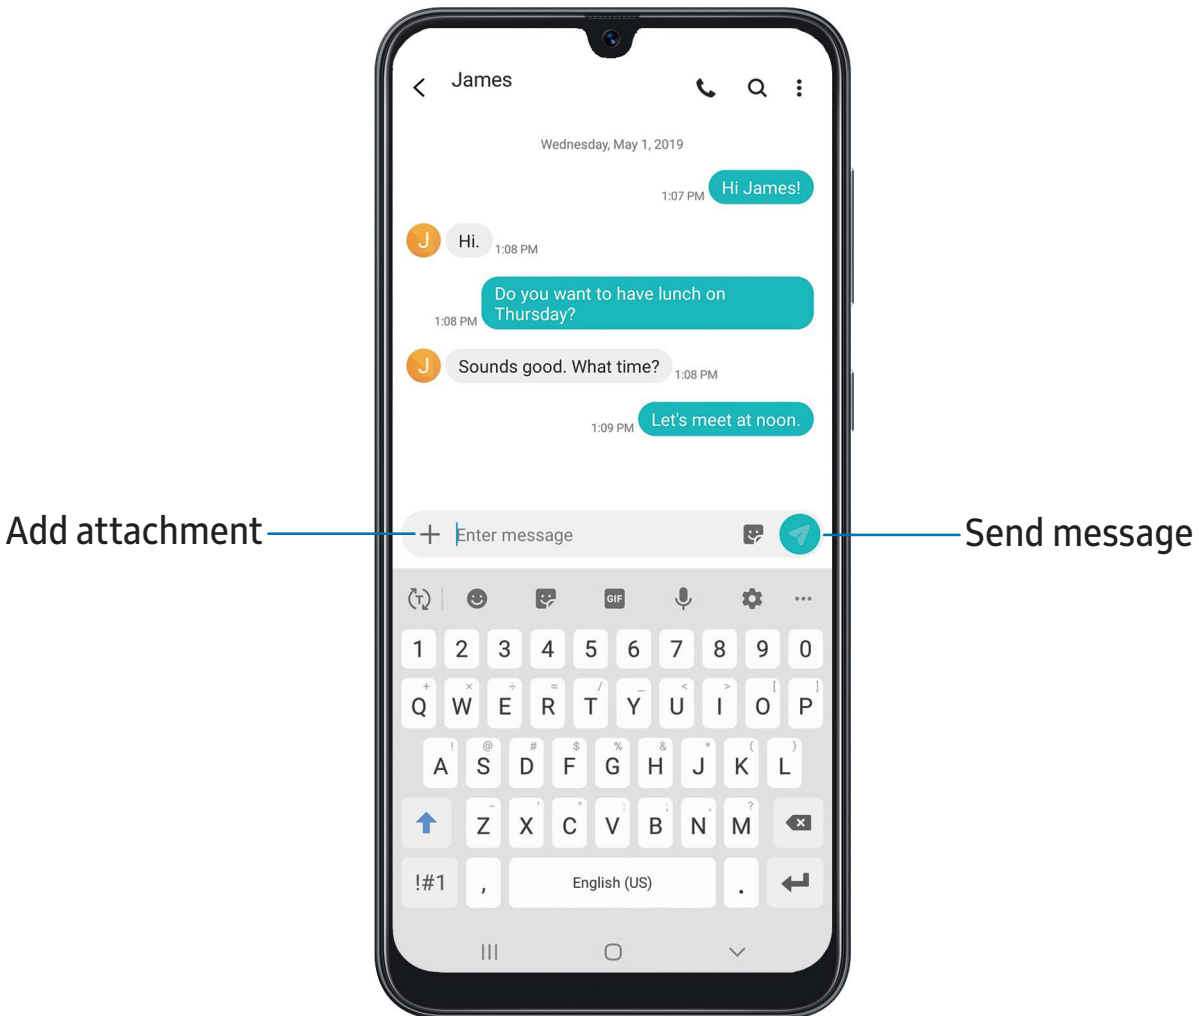 James
Wednesday, May 1, 2019
1:07 PM Hi James!
J Hi. 1:08 PM
Do you want to have lunch on
Thursday?
1:08 PM
J Sounds good. What time? 1:08 PM
1:09 PM Let's meet at noon.
Add attachment
Enter message
Send message
T GIF
1 2 3 4 5 6 7 8 9 0
+ × ÷ = / _ < > [ ]
Q W E R T Y U I O P
! @ # $ % & * ( )
A S D F G H J K L
- ' " : ; , ?
Z X C V B N M
!#1 , English (US) .